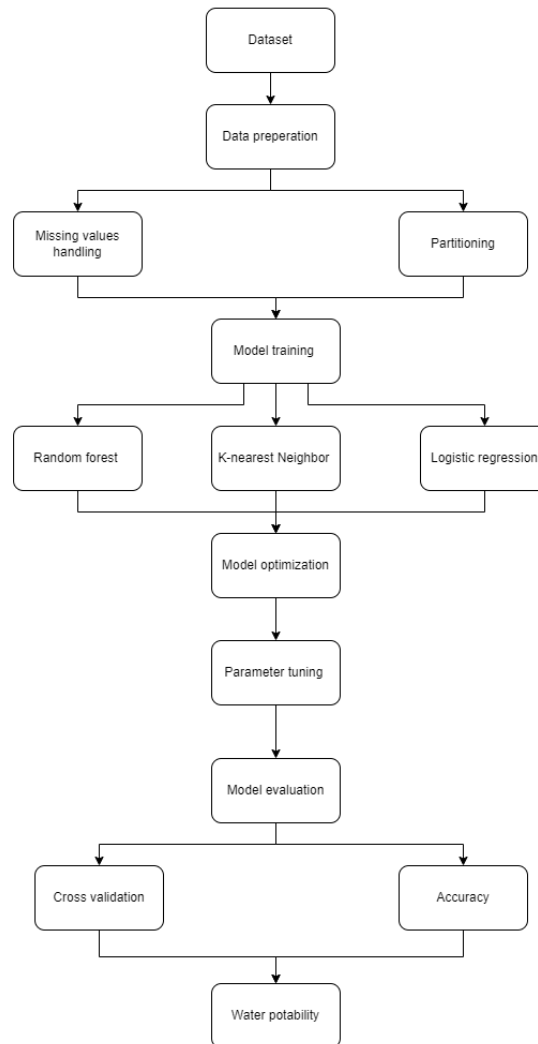 Dataset
Data preperation
Missing values
handling
Partitioning
Model training
Random forest
K-nearest Neighbor
Logistic regression
Model optimization
Parameter tuning
Model evaluation
Cross validation
Accuracy
Water potability